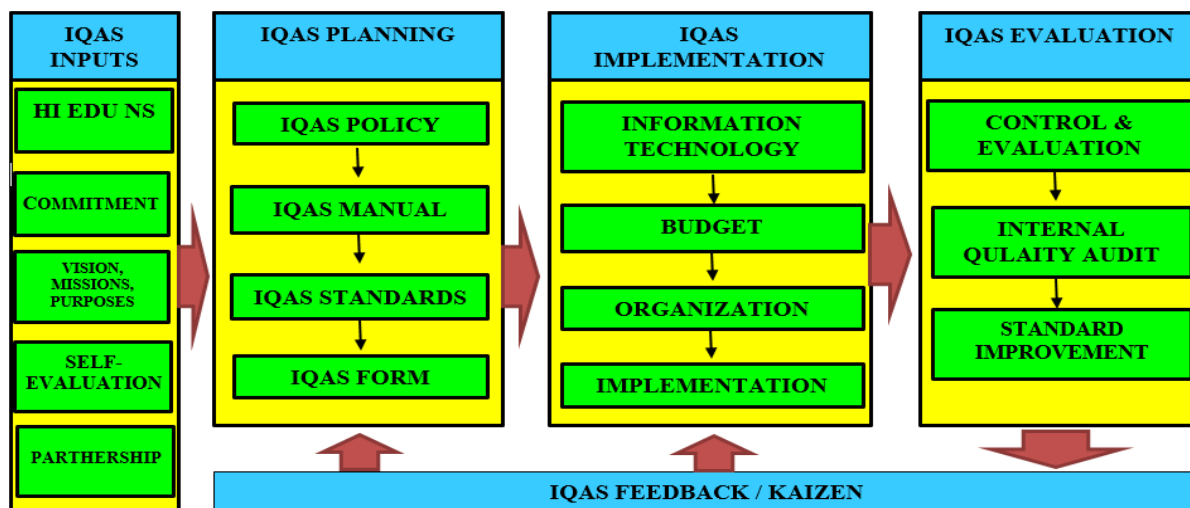 IQAS
INPUTS
HI EDU NS
COMMITMENT
VISION,
MISSIONS,
PURPOSES
SELF-
EVALUATION
PARTHERSHIP
IQAS PLANNING
IQAS POLICY
IQAS MANUAL
IQAS STANDARDS
IQAS FORM
IQAS
IMPLEMENTATION
INFORMATION
TECHNOLOGY
BUDGET
ORGANIZATION
IMPLEMENTATION
IQAS EVALUATION
CONTROL &
EVALUATION
INTERNAL
QULAITY AUDIT
STANDARD
IMPROVEMENT
IQAS FEEDBACK / KAIZEN